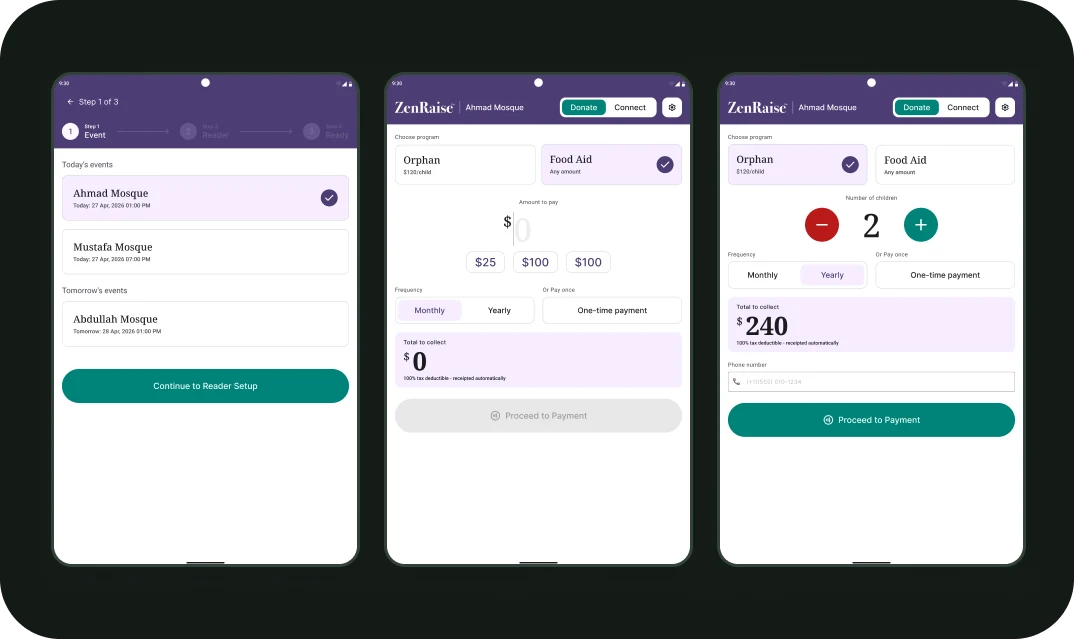 9:30
Step 1 of 3
1
Step 1
Event
2
Step 2
Reader
3
Ready
Today's events
Ahmad Mosque
Today: 27 Apr, 2026 01:00 PM
Mustafa Mosque
Today: 27 Apr, 2026 07:00 PM
Tomorrow's events
Abdullah Mosque
Tomorrow: 28 Apr, 2026 01:00 PM
Continue to Reader Setup
9:30
ZenRaise
Ahmad Mosque
Donate
Connect
Choose program
Orphan
$120/child
Food Aid
Any amount
Amount to pay
$0
$25
$100
$100
Frequency
Or Pay once
Monthly
Yearly
One-time payment
Total to collect
$0
100% tax deductible - receipted automatically
Proceed to Payment
9:30
ZenRaise
Ahmad Mosque
Donate
Connect
Choose program
Orphan
$120/child
Food Aid
Any amount
Number of children
2
Frequency
Or Pay once
Monthly
Yearly
One-time payment
Total to collect
$240
100% tax deductible - receipted automatically
Phone number
Proceed to Payment